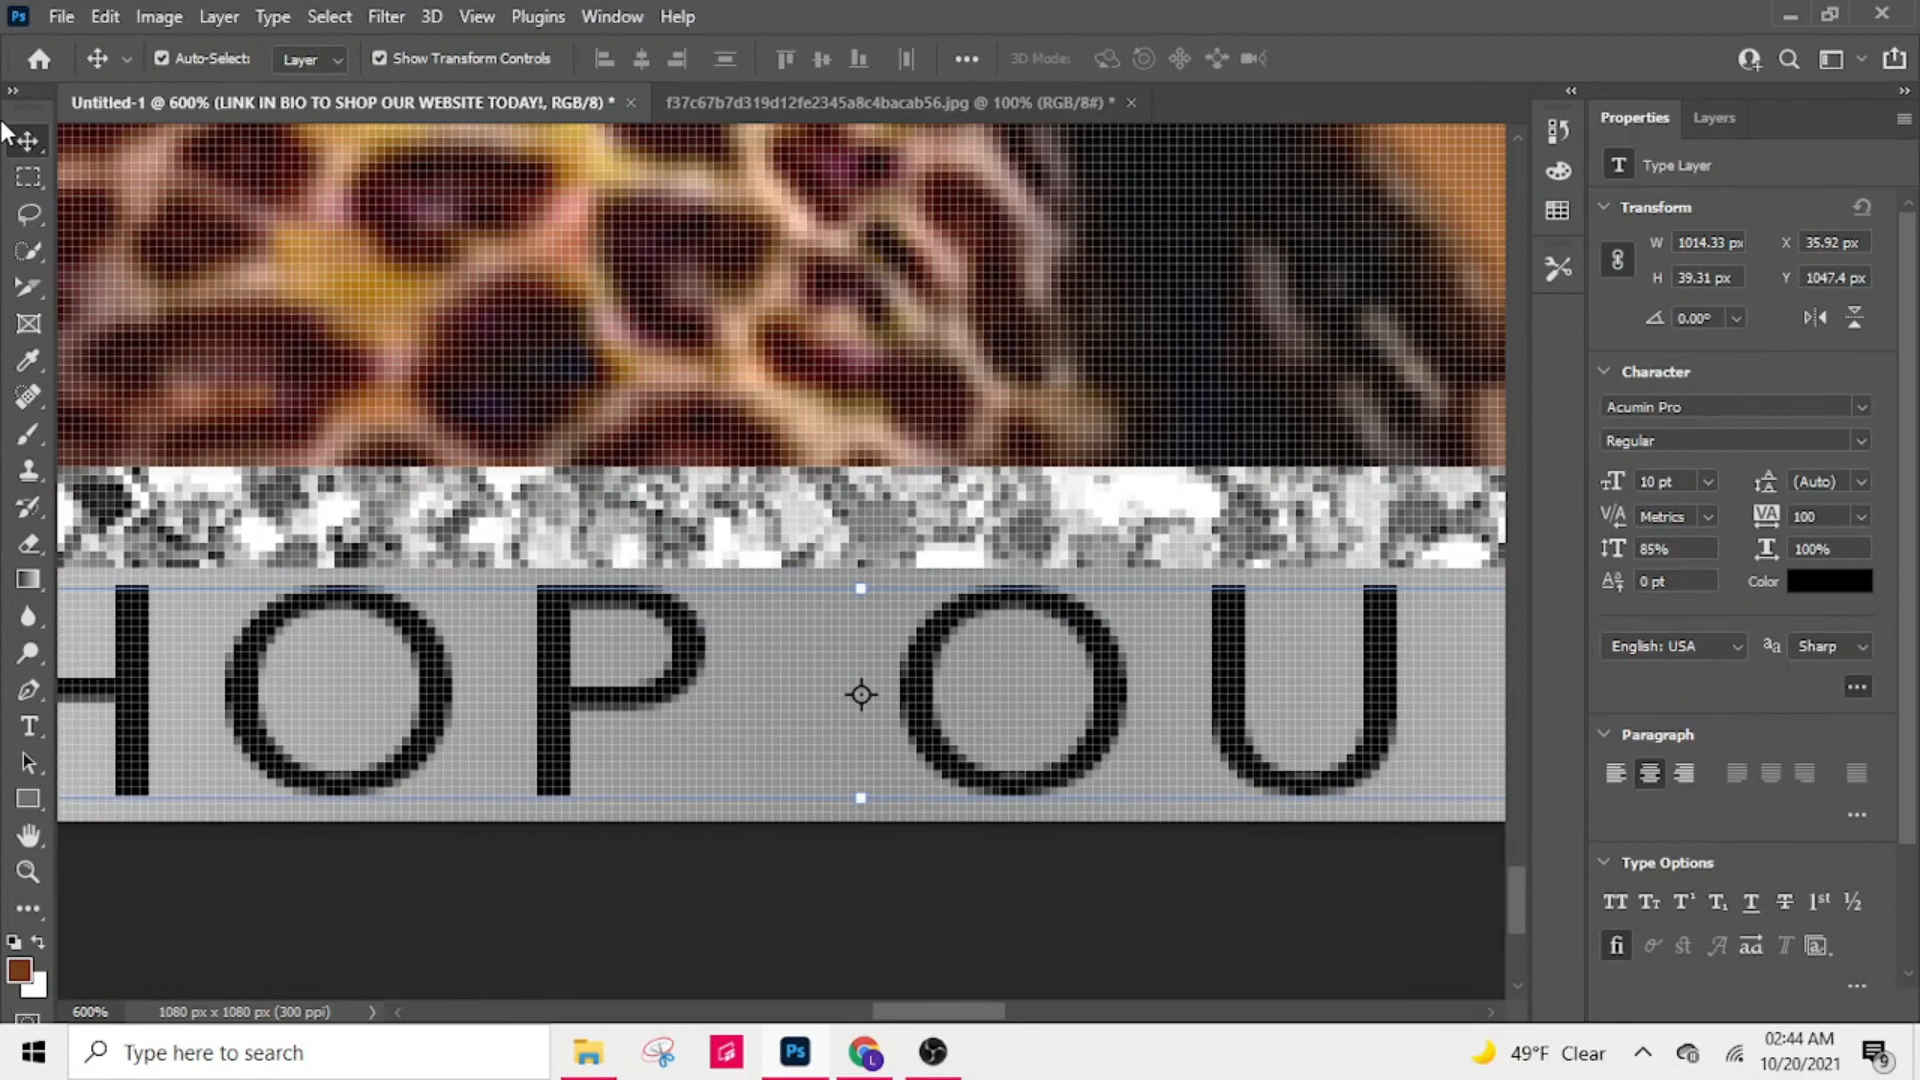 Ps File Edit Image Layer Type Select Filter 3D View Plugins Window Help
Auto-Select: Layer Show Transform Controls 3D Mode:
Untitled-1 @ 600% (LINK IN BIO TO SHOP OUR WEBSITE TODAY!, RGB/8) * f37c67b7d319d12fe2345a8c4bacab56.jpg @ 100% (RGB/8#) *
Properties Layers
T Type Layer
Transform
W 1014.33 px X 35.92 px
H 39.31 px Y 1047.4 px
0.00°
Character
Acumin Pro
Regular
10 pt (Auto)
Metrics 100
85% 100%
0 pt Color
English: USA Sharp
Paragraph
Type Options
HOP OU
600% 1080 px x 1080 px (300 ppi)
Type here to search
Ps
L
49°F Clear
02:44 AM
10/20/2021
9